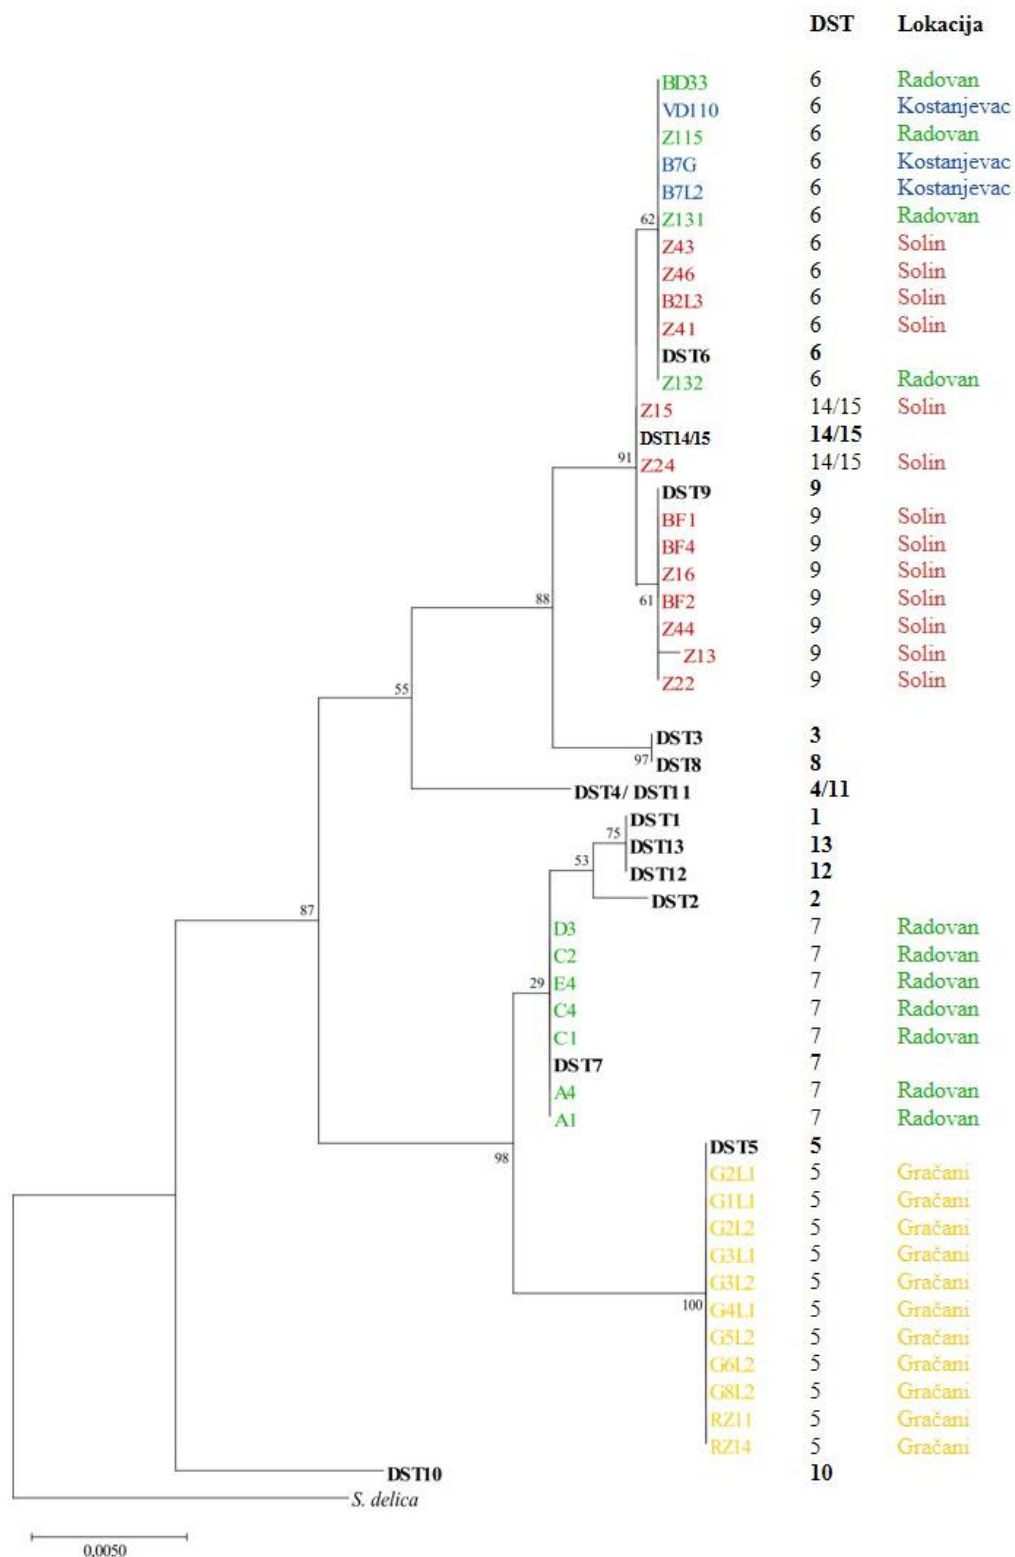 DST Lokacija
BD33 6 Radovan
VD110 6 Kostanjevac
Z115 6 Radovan
B7G 6 Kostanjevac
B7L2 6 Kostanjevac
62 Z131 6 Radovan
Z43 6 Solin
Z46 6 Solin
B2L3 6 Solin
Z41 6 Solin
DST6 6
Z132 6 Radovan
Z15 14/15 Solin
DST14/15 14/15
91 Z24 14/15 Solin
DST9 9
BF1 9 Solin
BF4 9 Solin
Z16 9 Solin
88 61 BF2 9 Solin
Z44 9 Solin
Z13 9 Solin
55 Z22 9 Solin
DST3 3
97 DST8 8
DST4/ DST11 4/11
DST1 1
75 DST13 13
53 DST12 12
DST2 2
87 D3 7 Radovan
C2 7 Radovan
29 E4 7 Radovan
C4 7 Radovan
C1 7 Radovan
DST7 7
A4 7 Radovan
A1 7 Radovan
98 DST5 5
G2L1 5 Gračani
G1L1 5 Gračani
G2L2 5 Gračani
G3L1 5 Gračani
G3L2 5 Gračani
100 G4L1 5 Gračani
G5L2 5 Gračani
G6L2 5 Gračani
G8L2 5 Gračani
RZ11 5 Gračani
RZ14 5 Gračani
DST10 10
S. delica
0,0050